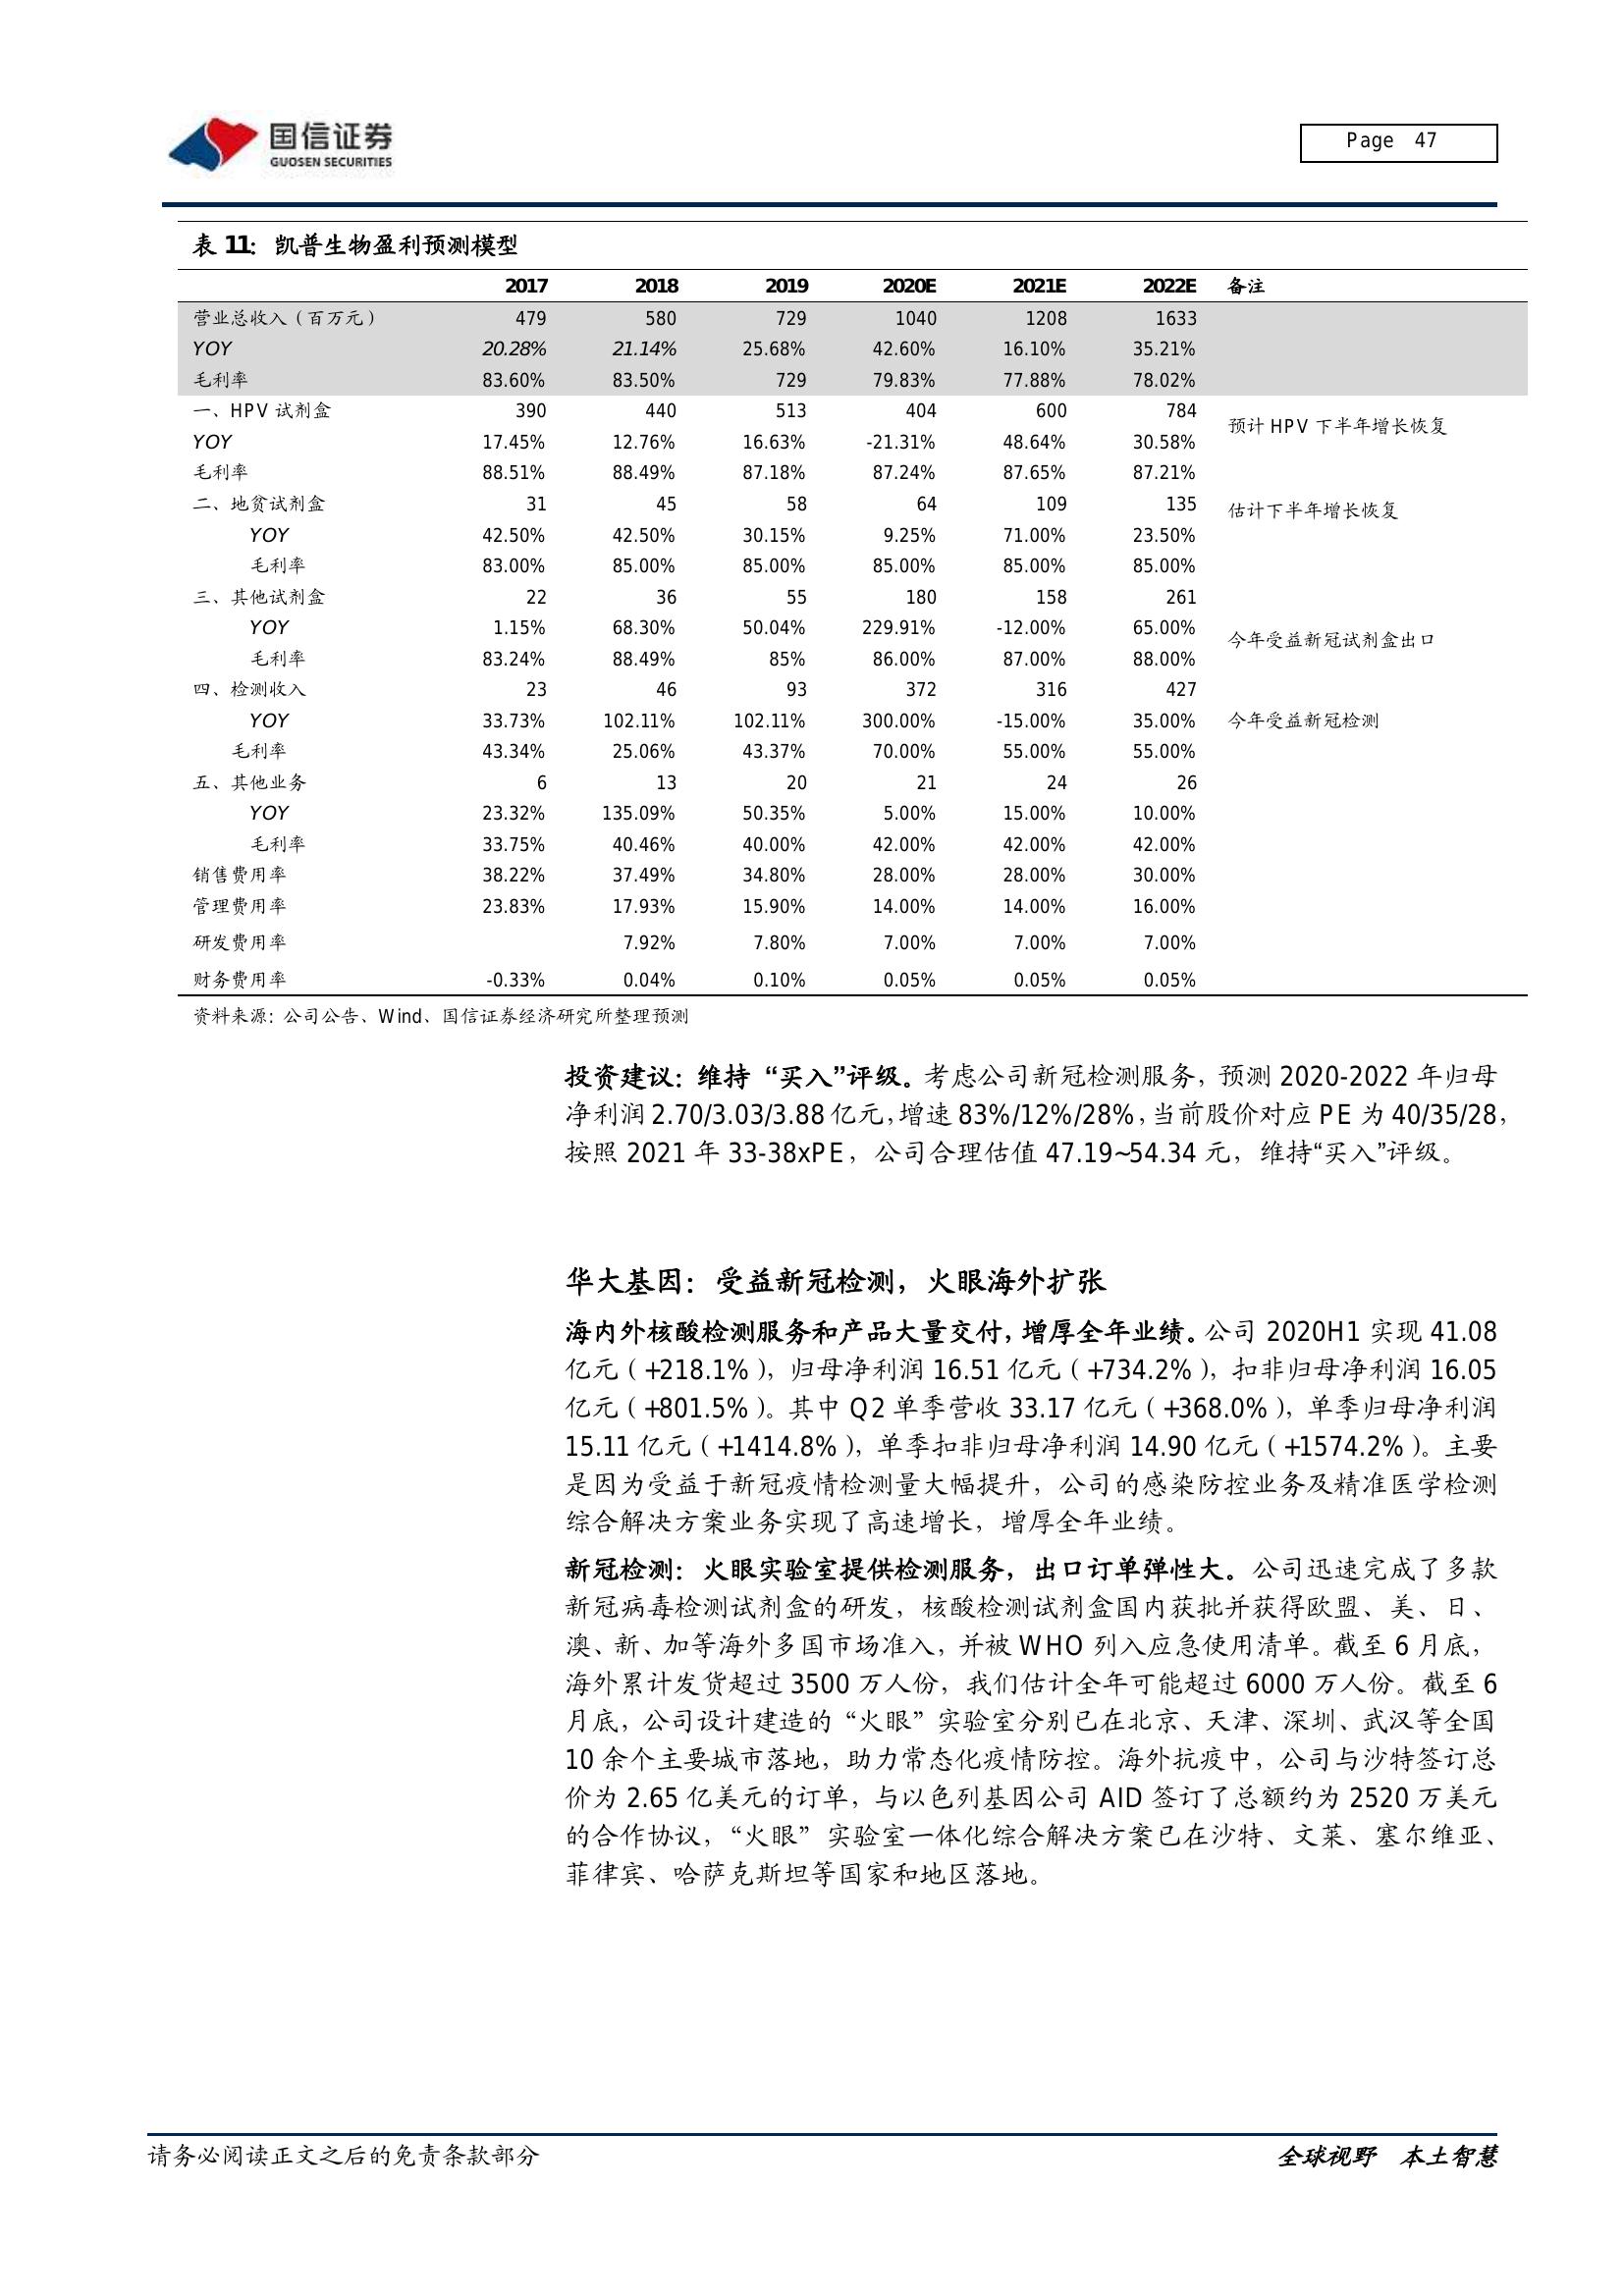 国信证券
GUOSEN SECURITIES
Page 47
表 11：凯普生物盈利预测模型
2017 2018 2019 2020E 2021E 2022E 备注
营业总收入（百万元） 479 580 729 1040 1208 1633
YOY 20.28% 21.14% 25.68% 42.60% 16.10% 35.21%
毛利率 83.60% 83.50% 729 79.83% 77.88% 78.02%
一、HPV 试剂盒 390 440 513 404 600 784
预计 HPV 下半年增长恢复
YOY 17.45% 12.76% 16.63% -21.31% 48.64% 30.58%
毛利率 88.51% 88.49% 87.18% 87.24% 87.65% 87.21%
二、地贫试剂盒 31 45 58 64 109 135
估计下半年增长恢复
YOY 42.50% 42.50% 30.15% 9.25% 71.00% 23.50%
毛利率 83.00% 85.00% 85.00% 85.00% 85.00% 85.00%
三、其他试剂盒 22 36 55 180 158 261
YOY 1.15% 68.30% 50.04% 229.91% -12.00% 65.00%
今年受益新冠试剂盒出口
毛利率 83.24% 88.49% 85% 86.00% 87.00% 88.00%
四、检测收入 23 46 93 372 316 427
YOY 33.73% 102.11% 102.11% 300.00% -15.00% 35.00% 今年受益新冠检测
毛利率 43.34% 25.06% 43.37% 70.00% 55.00% 55.00%
五、其他业务 6 13 20 21 24 26
YOY 23.32% 135.09% 50.35% 5.00% 15.00% 10.00%
毛利率 33.75% 40.46% 40.00% 42.00% 42.00% 42.00%
销售费用率 38.22% 37.49% 34.80% 28.00% 28.00% 30.00%
管理费用率 23.83% 17.93% 15.90% 14.00% 14.00% 16.00%
研发费用率 7.92% 7.80% 7.00% 7.00% 7.00%
财务费用率 -0.33% 0.04% 0.10% 0.05% 0.05% 0.05%
资料来源：公司公告、Wind、国信证券经济研究所整理预测
投资建议：维持“买入”评级。考虑公司新冠检测服务，预测 2020-2022 年归母
净利润 2.70/3.03/3.88 亿元，增速 83%/12%/28%，当前股价对应 PE 为 40/35/28，
按照 2021 年 33-38xPE，公司合理估值 47.19~54.34 元，维持“买入”评级。
华大基因：受益新冠检测，火眼海外扩张
海内外核酸检测服务和产品大量交付，增厚全年业绩。公司 2020H1 实现 41.08
亿元（+218.1%），归母净利润 16.51 亿元（+734.2%），扣非归母净利润 16.05
亿元（+801.5%）。其中 Q2 单季营收 33.17 亿元（+368.0%），单季归母净利润
15.11 亿元（+1414.8%），单季扣非归母净利润 14.90 亿元（+1574.2%）。主要
是因为受益于新冠疫情检测量大幅提升，公司的感染防控业务及精准医学检测
综合解决方案业务实现了高速增长，增厚全年业绩。
新冠检测：火眼实验室提供检测服务，出口订单弹性大。公司迅速完成了多款
新冠病毒检测试剂盒的研发，核酸检测试剂盒国内获批并获得欧盟、美、日、
澳、新、加等海外多国市场准入，并被 WHO 列入应急使用清单。截至 6 月底，
海外累计发货超过 3500 万人份，我们估计全年可能超过 6000 万人份。截至 6
月底，公司设计建造的“火眼”实验室分别已在北京、天津、深圳、武汉等全国
10 余个主要城市落地，助力常态化疫情防控。海外抗疫中，公司与沙特签订总
价为 2.65 亿美元的订单，与以色列基因公司 AID 签订了总额约为 2520 万美元
的合作协议，“火眼”实验室一体化综合解决方案已在沙特、文莱、塞尔维亚、
菲律宾、哈萨克斯坦等国家和地区落地。
请务必阅读正文之后的免责条款部分
全球视野 本土智慧